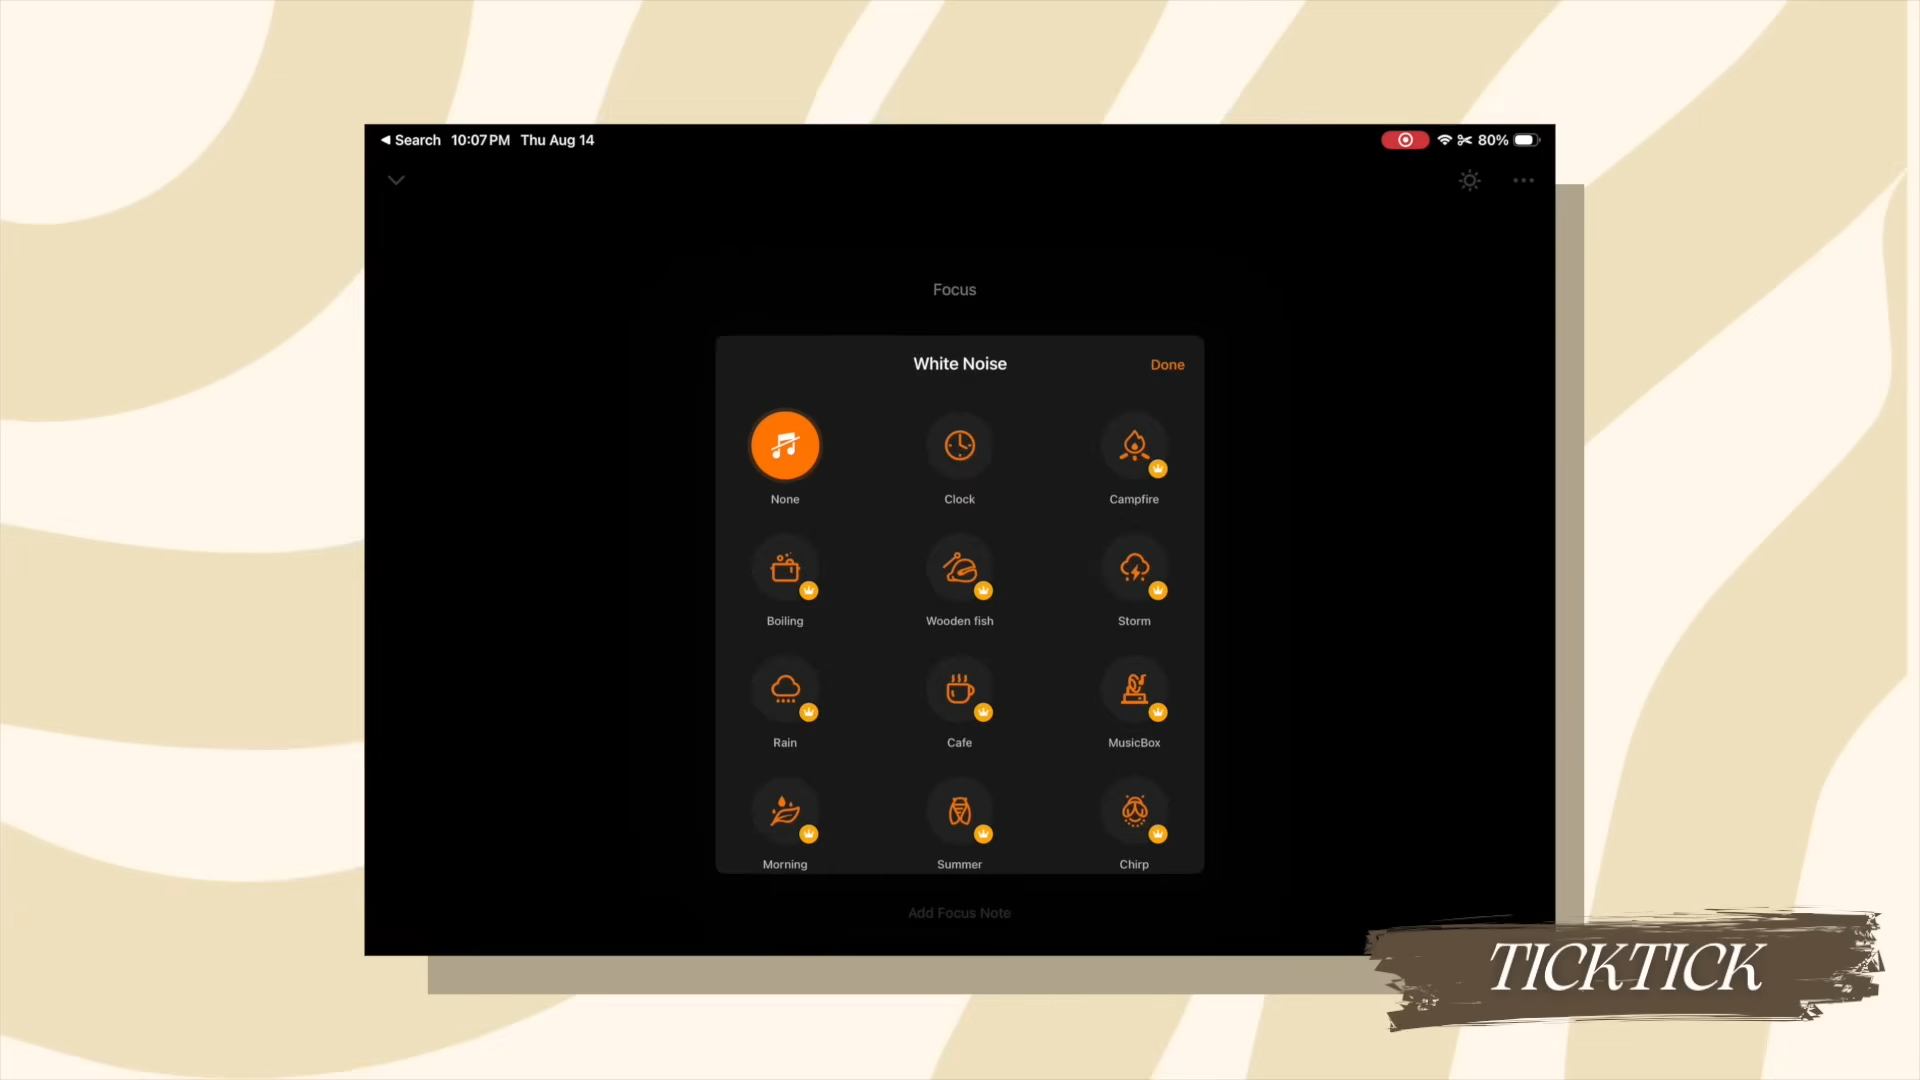 ◀ Search 10:07 PM Thu Aug 14
80%
Focus
White Noise
Done
None
Clock
Campfire
Boiling
Wooden fish
Storm
Rain
Cafe
MusicBox
Morning
Summer
Chirp
Add Focus Note
TICKTICK